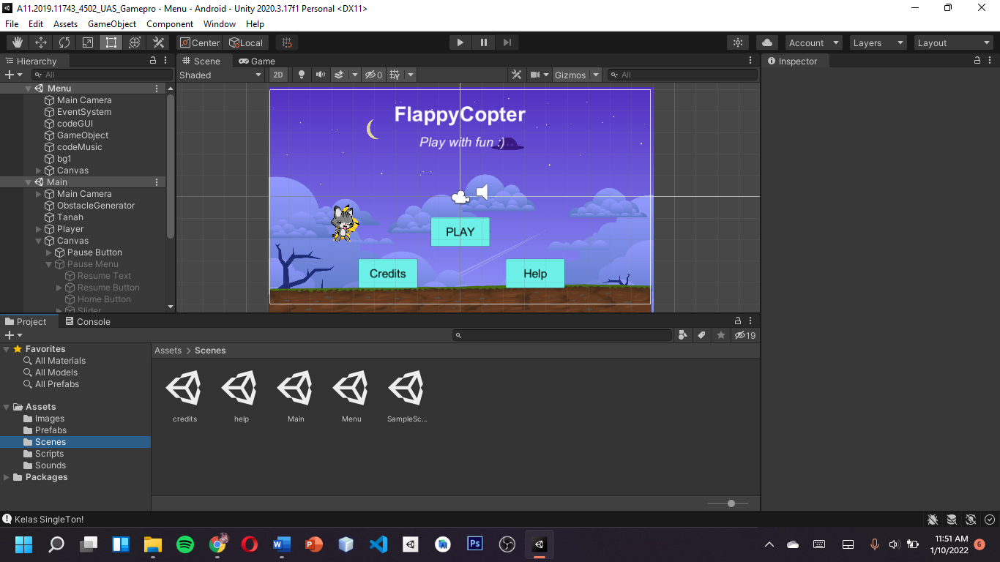 A11.2019.11743_4502_UAS_Gamepro - Menu - Android - Unity 2020.3.17f1 Personal <DX11>
File Edit Assets GameObject Component Window Help
Center Local Account Layers Layout
Hierarchy
All
Menu
Main Camera
EventSystem
codeGUI
GameObject
codeMusic
bg1
Canvas
Main
Main Camera
ObstacleGenerator
Tanah
Player
Canvas
Pause Button
Pause Menu
Resume Text
Resume Button
Home Button
Slider
Scene Game
Shaded 2D 0 Gizmos All
FlappyCopter
Play with fun :)
PLAY
Credits Help
Inspector
Project Console
19
Favorites
All Materials
All Models
All Prefabs
Assets
Images
Prefabs
Scenes
Scripts
Sounds
Packages
Assets > Scenes
credits help Main Menu SampleSc...
Kelas SingleTon!
Ps
11:51 AM
1/10/2022
6